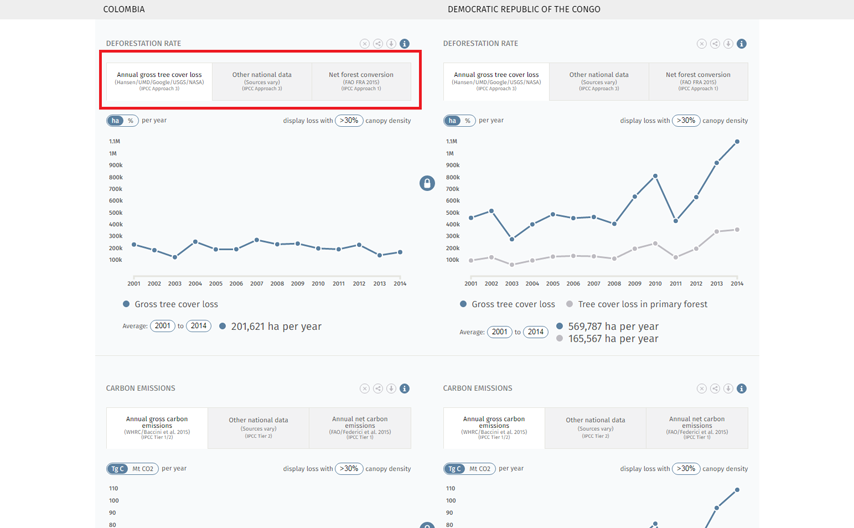 COLOMBIA
DEMOCRATIC REPUBLIC OF THE CONGO
DEFORESTATION RATE
Annual gross tree cover loss
(Hansen/UMD/Google/USGS/NASA)
(IPCC Approach 3)
Other national data
(Sources vary)
(IPCC Approach 3)
Net forest conversion
(FAO FRA 2015)
(IPCC Approach 1)
ha % per year
display loss with >30% canopy density
1.1M
1M
900k
800k
700k
600k
500k
400k
300k
200k
100k
2001 2002 2003 2004 2005 2006 2007 2008 2009 2010 2011 2012 2013 2014
Gross tree cover loss
Average: 2001 to 2014 201,621 ha per year
DEFORESTATION RATE
Annual gross tree cover loss
(Hansen/UMD/Google/USGS/NASA)
(IPCC Approach 3)
Other national data
(Sources vary)
(IPCC Approach 3)
Net forest conversion
(FAO FRA 2015)
(IPCC Approach 1)
ha % per year
display loss with >30% canopy density
1.1M
1M
900k
800k
700k
600k
500k
400k
300k
200k
100k
2001 2002 2003 2004 2005 2006 2007 2008 2009 2010 2011 2012 2013 2014
Gross tree cover loss Tree cover loss in primary forest
Average: 2001 to 2014 569,787 ha per year
165,567 ha per year
CARBON EMISSIONS
Annual gross carbon
emissions
(WHRC/Baccini et al. 2015)
(IPCC Tier 1/2)
Other national data
(Sources vary)
(IPCC Tier 2)
Annual net carbon
emissions
(FAO/Federici et al. 2015)
(IPCC Tier 1)
Tg C Mt CO2 per year
display loss with >30% canopy density
110
100
90
80
CARBON EMISSIONS
Annual gross carbon
emissions
(WHRC/Baccini et al. 2015)
(IPCC Tier 1/2)
Other national data
(Sources vary)
(IPCC Tier 2)
Annual net carbon
emissions
(FAO/Federici et al. 2015)
(IPCC Tier 1)
Tg C Mt CO2 per year
display loss with >30% canopy density
110
100
90
80